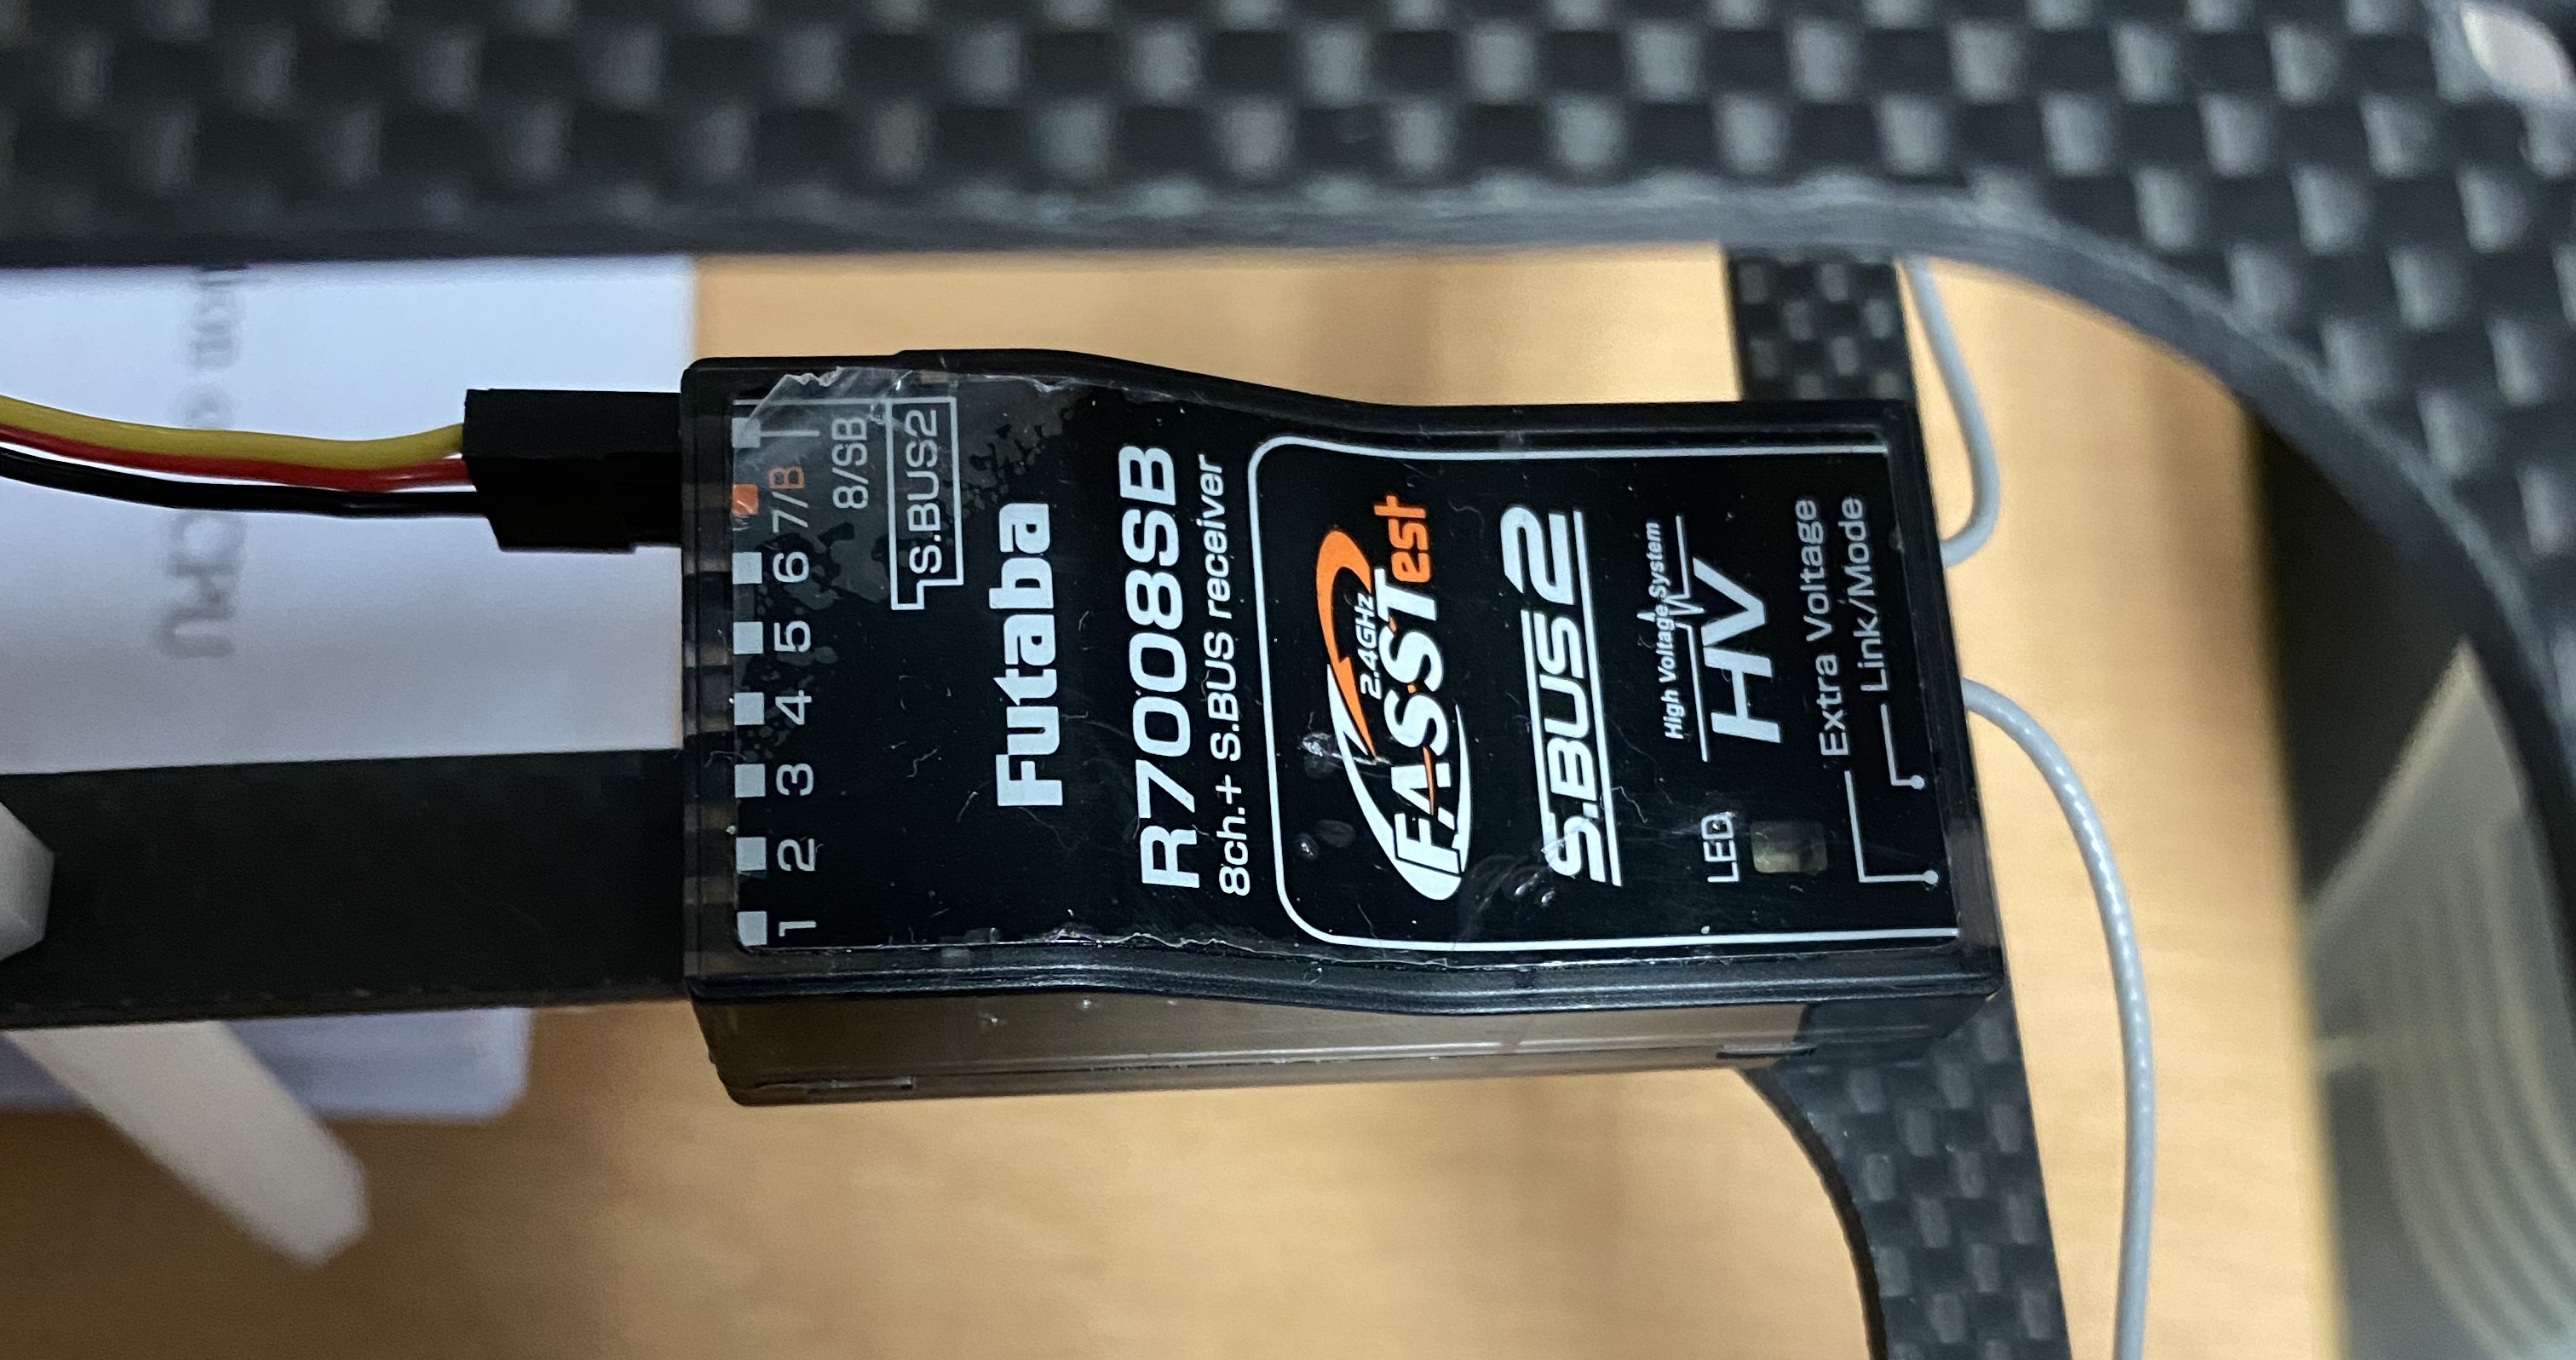 1 2 3 4 5 6 7/B
8/SB
S.BUS2
Futaba
R7008SB
8ch.+ S.BUS receiver
2.4GHz
FASSTest
S.BUS2
High Voltage System
HV
LED
Extra Voltage
Link/Mode